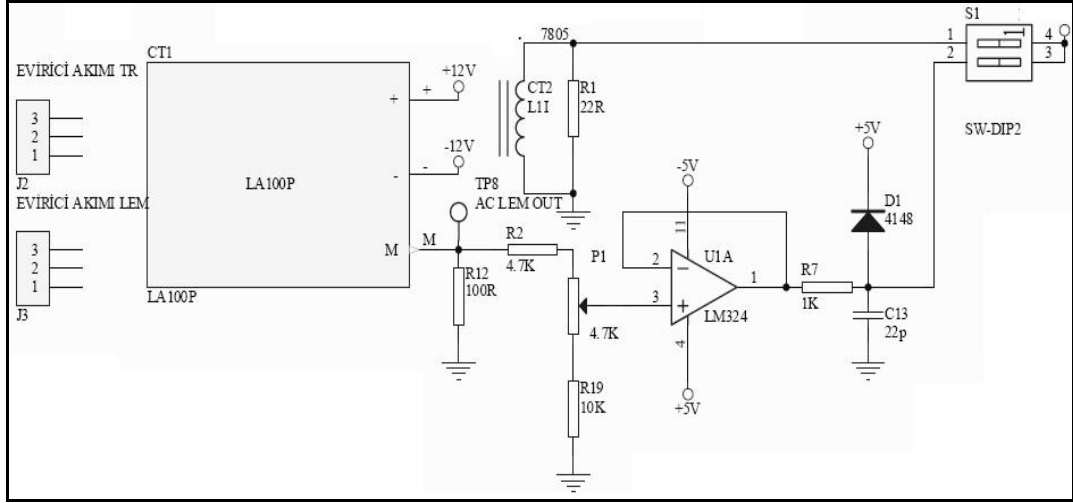 S1
7805
1
2
1
4
3
SW-DIP2
CT1
EVİRİCİ AKIMI TR
3
2
1
J2
EVİRİCİ AKIMI LEM
3
2
1
J3
LA100P
+
-
M
LA100P
+12V
+
-12V
-
M
CT2
L1I
R1
22R
TP8
AC LEM OUT
R12
100R
R2
4.7K
P1
4.7K
R19
10K
-5V
11
2
3
U1A
1
LM324
4
+5V
R7
1K
+5V
D1
4148
C13
22p